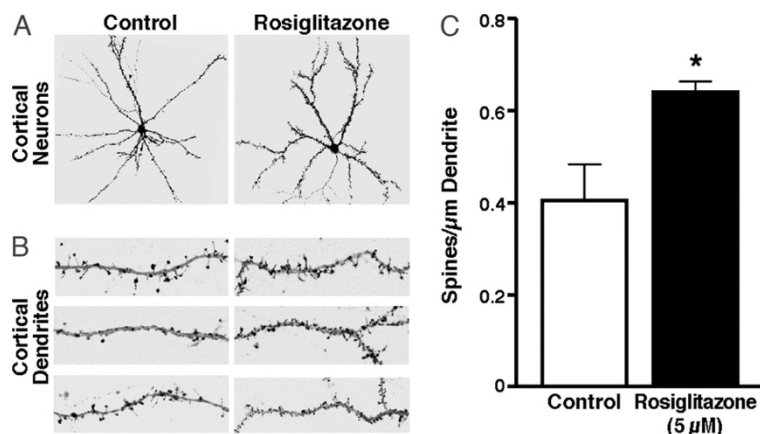 A
Control
Rosiglitazone
Cortical
Neurons
B
Cortical
Dendrites
C
*
Spines/µm Dendrite
0.8
0.6
0.4
0.2
0
Control
Rosiglitazone
(5 µM)